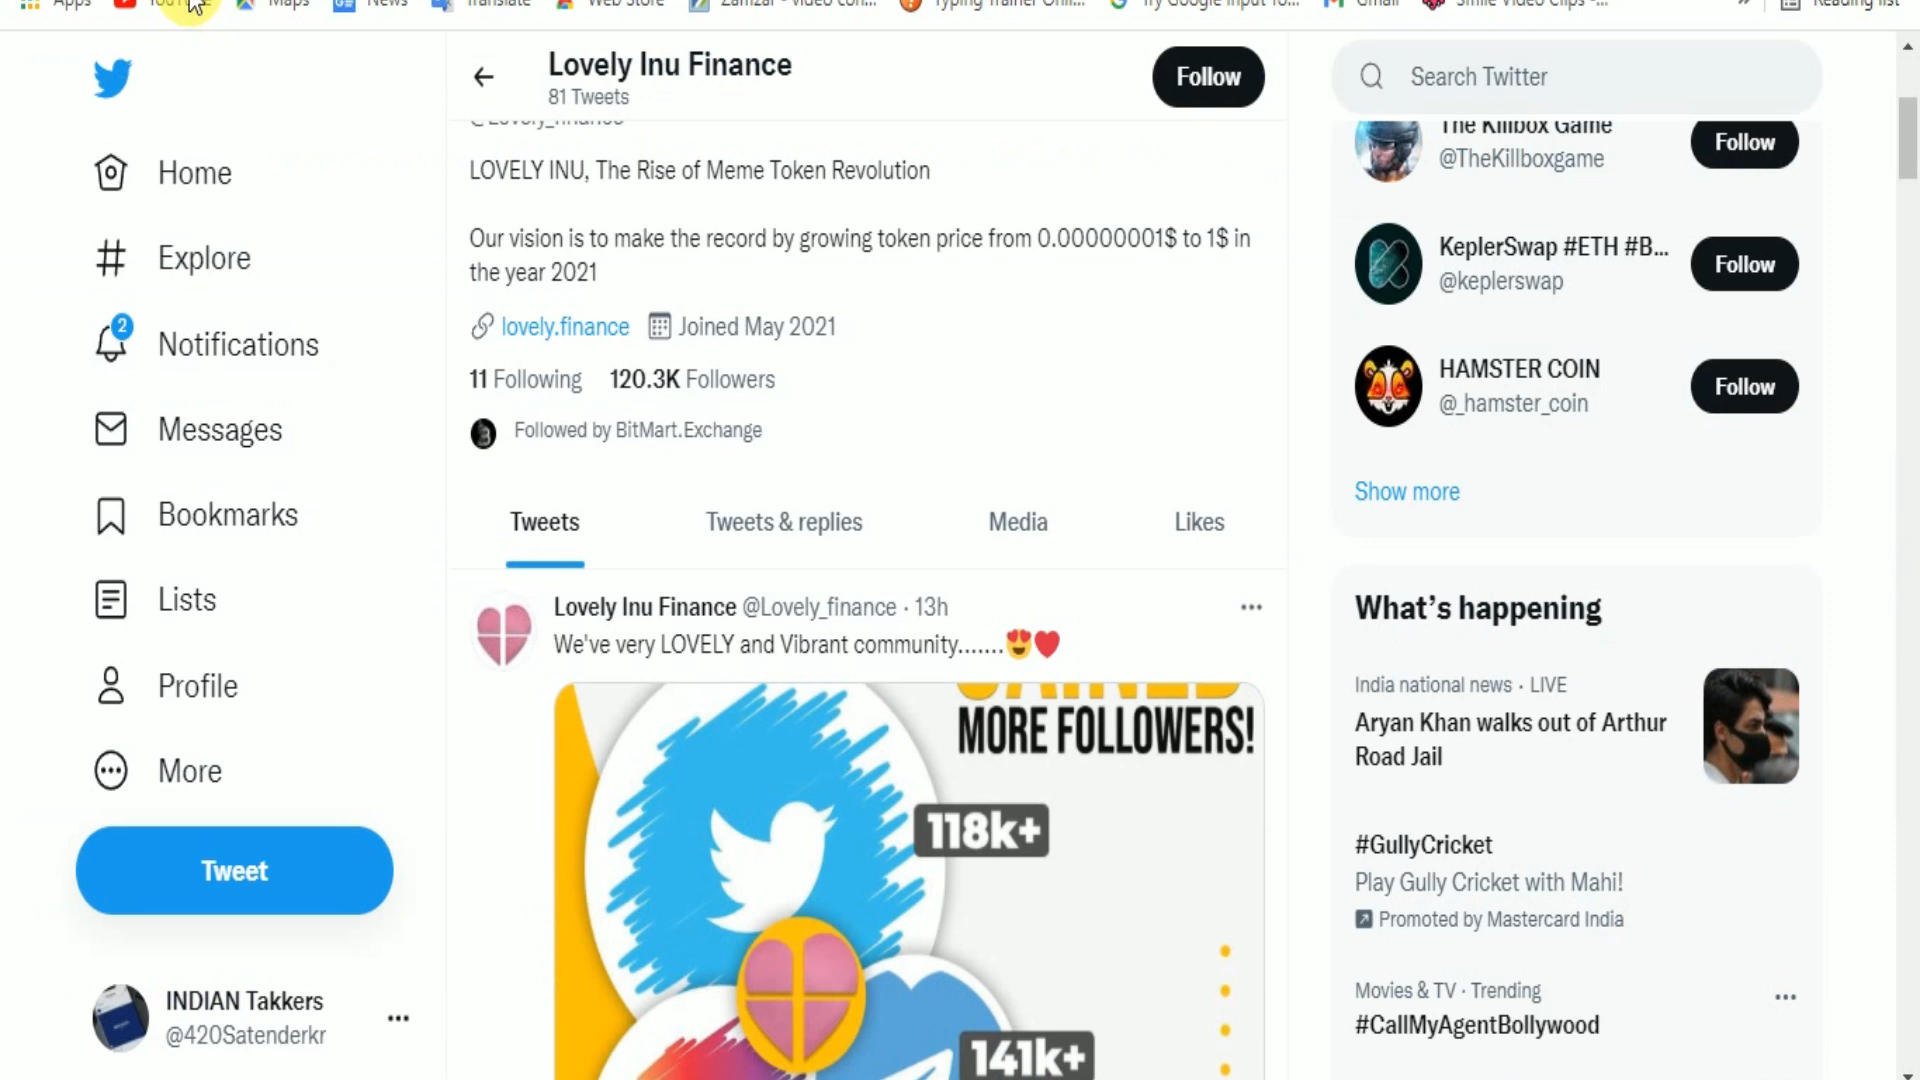 Apps
YouTube
Maps
News
Translate
Web Store
Zamzar - video con...
Typing Trainer Onli...
Try Google Input To...
Gmail
Smile Video Clips -...
»
Reading list
Lovely Inu Finance
81 Tweets
Follow
Search Twitter
@Lovely_finance
LOVELY INU, The Rise of Meme Token Revolution
Our vision is to make the record by growing token price from 0.00000001$ to 1$ in
the year 2021
lovely.finance
Joined May 2021
11 Following
120.3K Followers
Followed by BitMart.Exchange
Tweets
Tweets & replies
Media
Likes
Lovely Inu Finance @Lovely_finance · 13h
We've very LOVELY and Vibrant community.......😍❤️
GAINED
MORE FOLLOWERS!
118k+
141k+
Home
Explore
2
Notifications
Messages
Bookmarks
Lists
Profile
More
Tweet
INDIAN Takkers
@420Satenderkr
The Killbox Game
@TheKillboxgame
Follow
KeplerSwap #ETH #B...
@keplerswap
Follow
HAMSTER COIN
@_hamster_coin
Follow
Show more
What's happening
India national news · LIVE
Aryan Khan walks out of Arthur
Road Jail
#GullyCricket
Play Gully Cricket with Mahi!
Promoted by Mastercard India
Movies & TV · Trending
#CallMyAgentBollywood